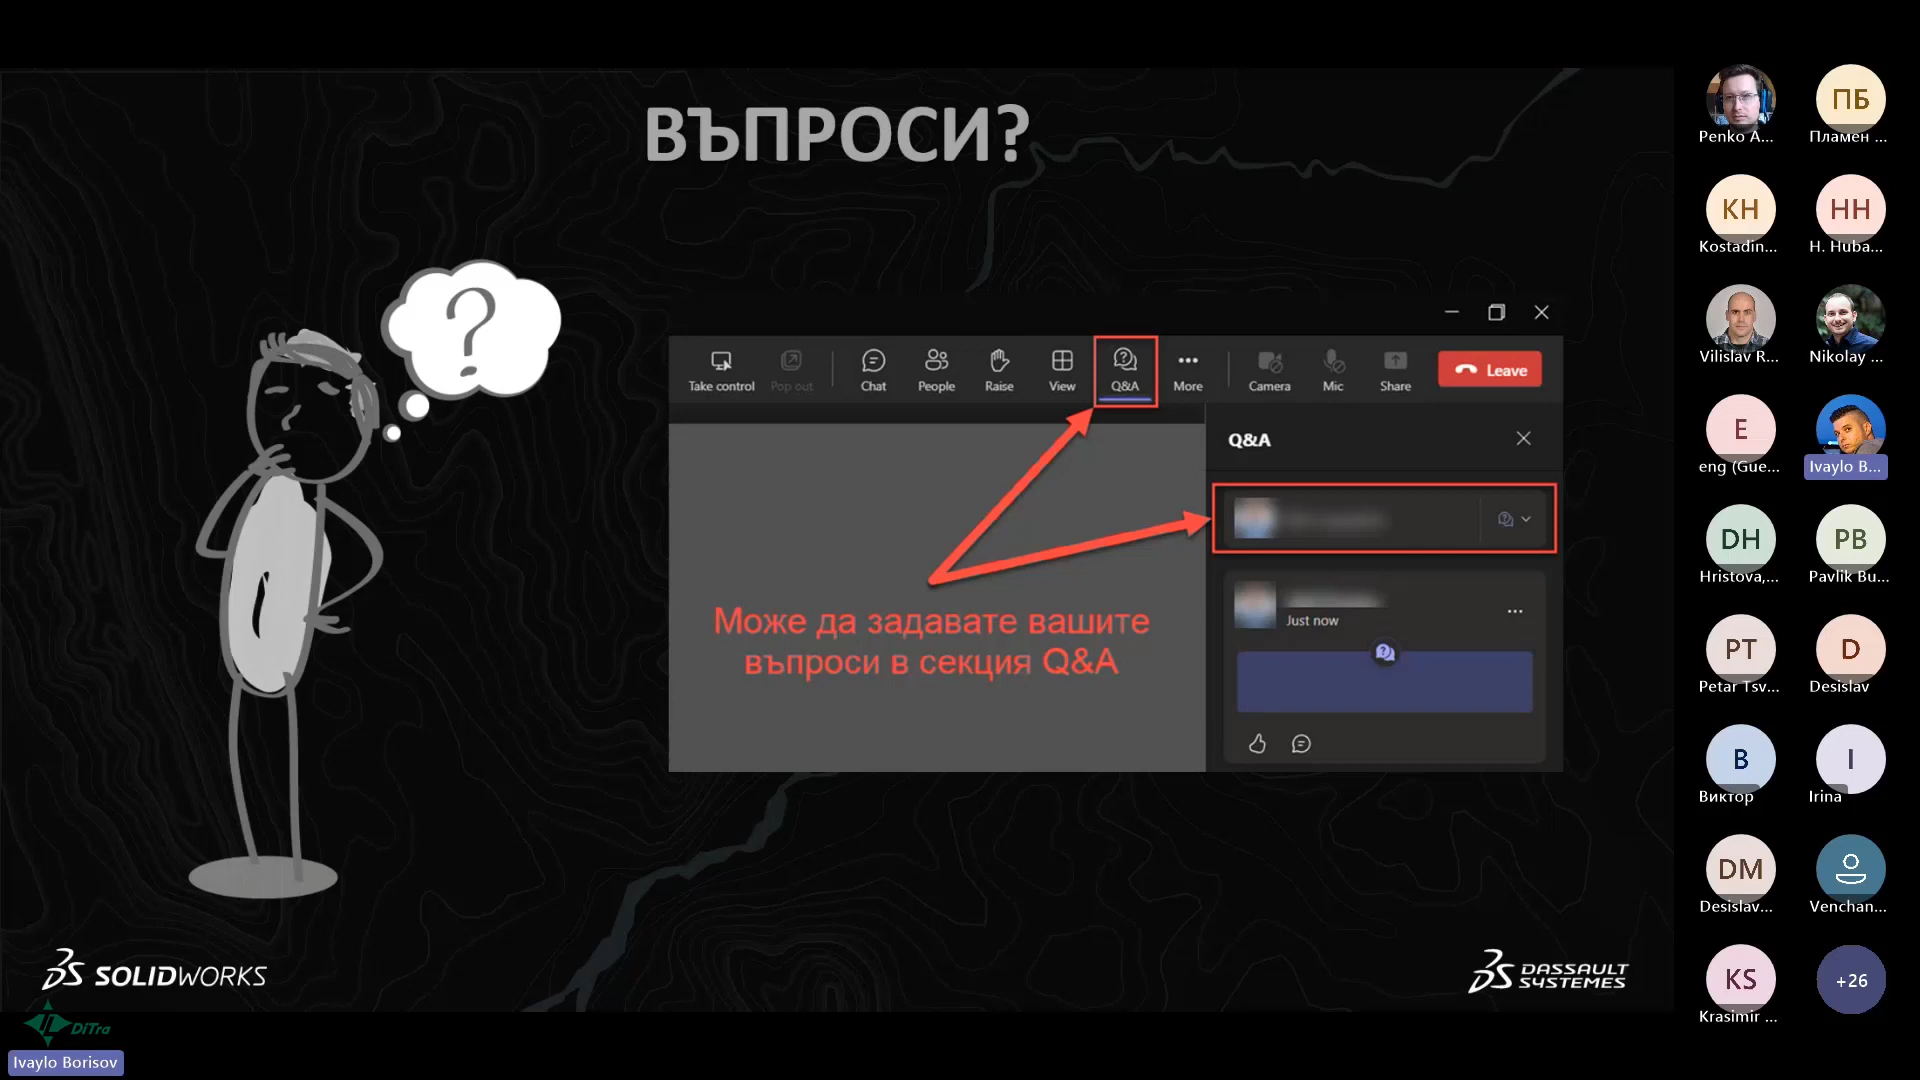 ВЪПРОСИ?
?
Take control
Pop out
Chat
People
Raise
View
Q&A
More
Camera
Mic
Share
Leave
Q&A
Just now
Може да задавате вашите
въпроси в секция Q&A
SOLIDWORKS
DASSAULT
SYSTEMES
DiTra
Ivaylo Borisov
Penko A...
ПБ
Пламен ...
KH
Kostadin...
HH
H. Huba...
Vilislav R...
Nikolay ...
E
eng (Gue...
Ivaylo B...
DH
Hristova,...
PB
Pavlik Bu...
PT
Petar Tsv...
D
Desislav
В
Виктор
I
Irina
DM
Desislav...
Venchan...
KS
Krasimir ...
+26